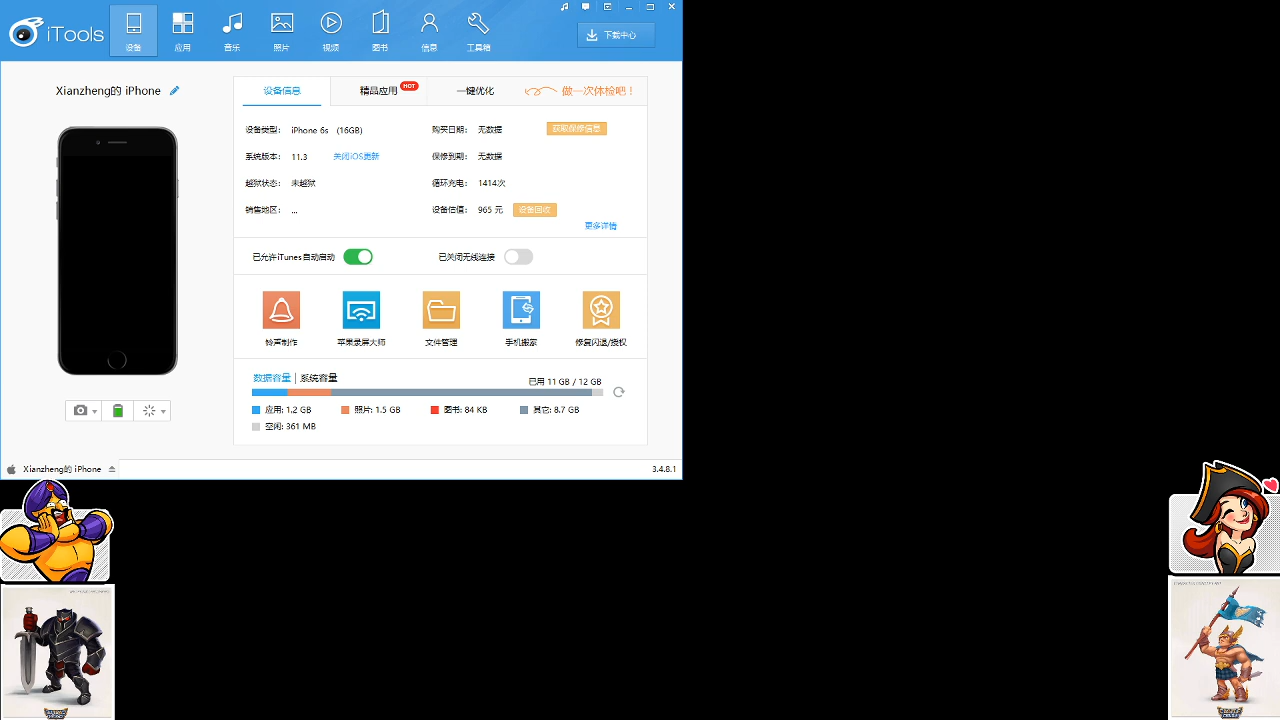 iTools
设备
应用
音乐
照片
视频
图书
信息
工具箱
下载中心
Xianzheng的 iPhone
设备信息
精品应用
HOT
一键优化
做一次体检吧！
设备类型： iPhone 6s (16GB)
购买日期： 无数据
获取保修信息
系统版本： 11.3 关闭iOS更新
保修到期： 无数据
越狱状态： 未越狱
循环充电： 1414次
销售地区： ...
设备估值： 965 元 设备回收
更多详情
已允许iTunes自动启动
已关闭无线连接
铃声制作
苹果录屏大师
文件管理
手机搬家
修复闪退/授权
数据容量 | 系统容量
已用 11 GB / 12 GB
应用: 1.2 GB
照片: 1.5 GB
图书: 84 KB
其它: 8.7 GB
空闲: 361 MB
Xianzheng的 iPhone
3.4.8.1